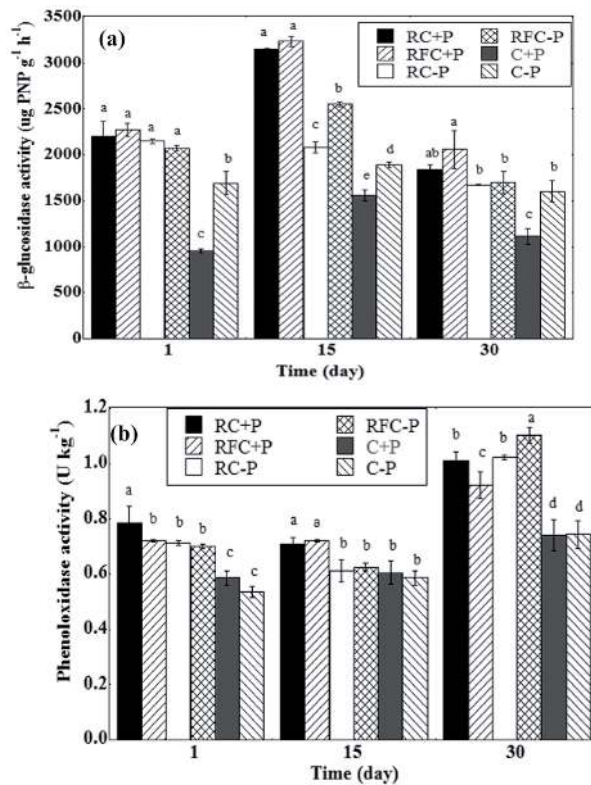 (a)
RC+P RFC-P
RFC+P C+P
RC-P C-P
β-glucosidase activity (ug PNP g⁻¹ h⁻¹)
3500
3000
2500
2000
1500
1000
500
0
a a a a c b
a a c b e d
ab a b b c b
1 15 30
Time (day)
(b)
RC+P RFC-P
RFC+P C+P
RC-P C-P
Phenoloxidase activity (U kg⁻¹)
1.2
1.0
0.8
0.6
0.4
0.2
0.0
a b b b c c
a a b b b b
b c b a d d
1 15 30
Time (day)